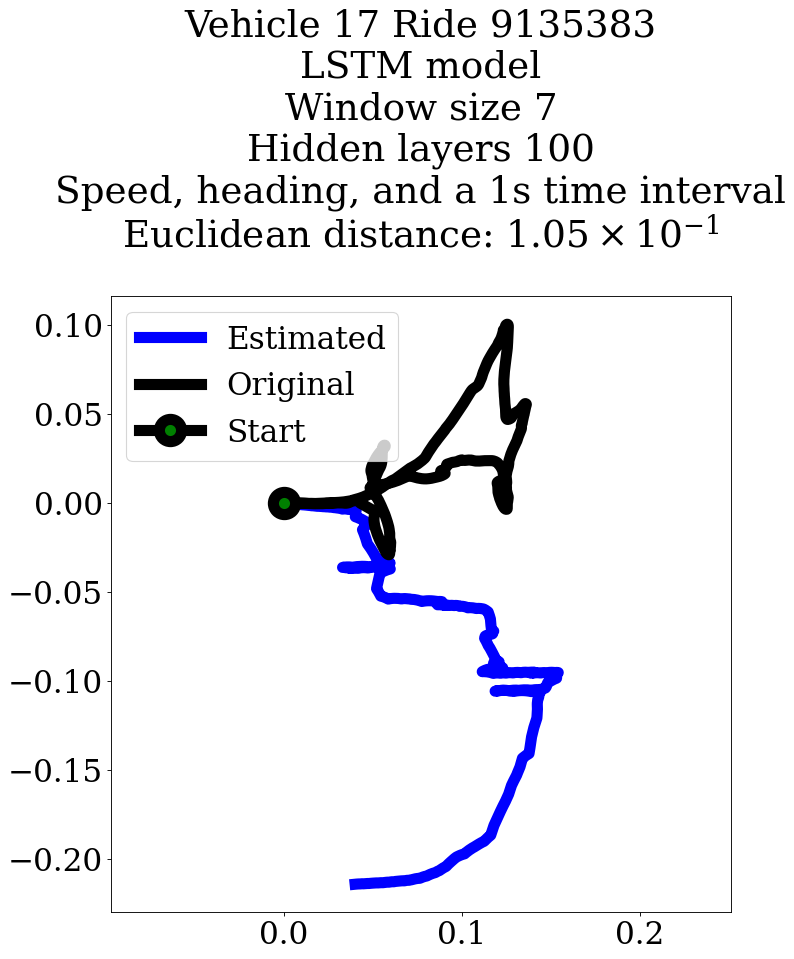 Vehicle 17 Ride 9135383
LSTM model
Window size 7
Hidden layers 100
Speed, heading, and a 1s time interval
Euclidean distance: 1.05 × 10⁻¹
Estimated
Original
Start
0.10
0.05
0.00
−0.05
−0.10
−0.15
−0.20
0.0 0.1 0.2